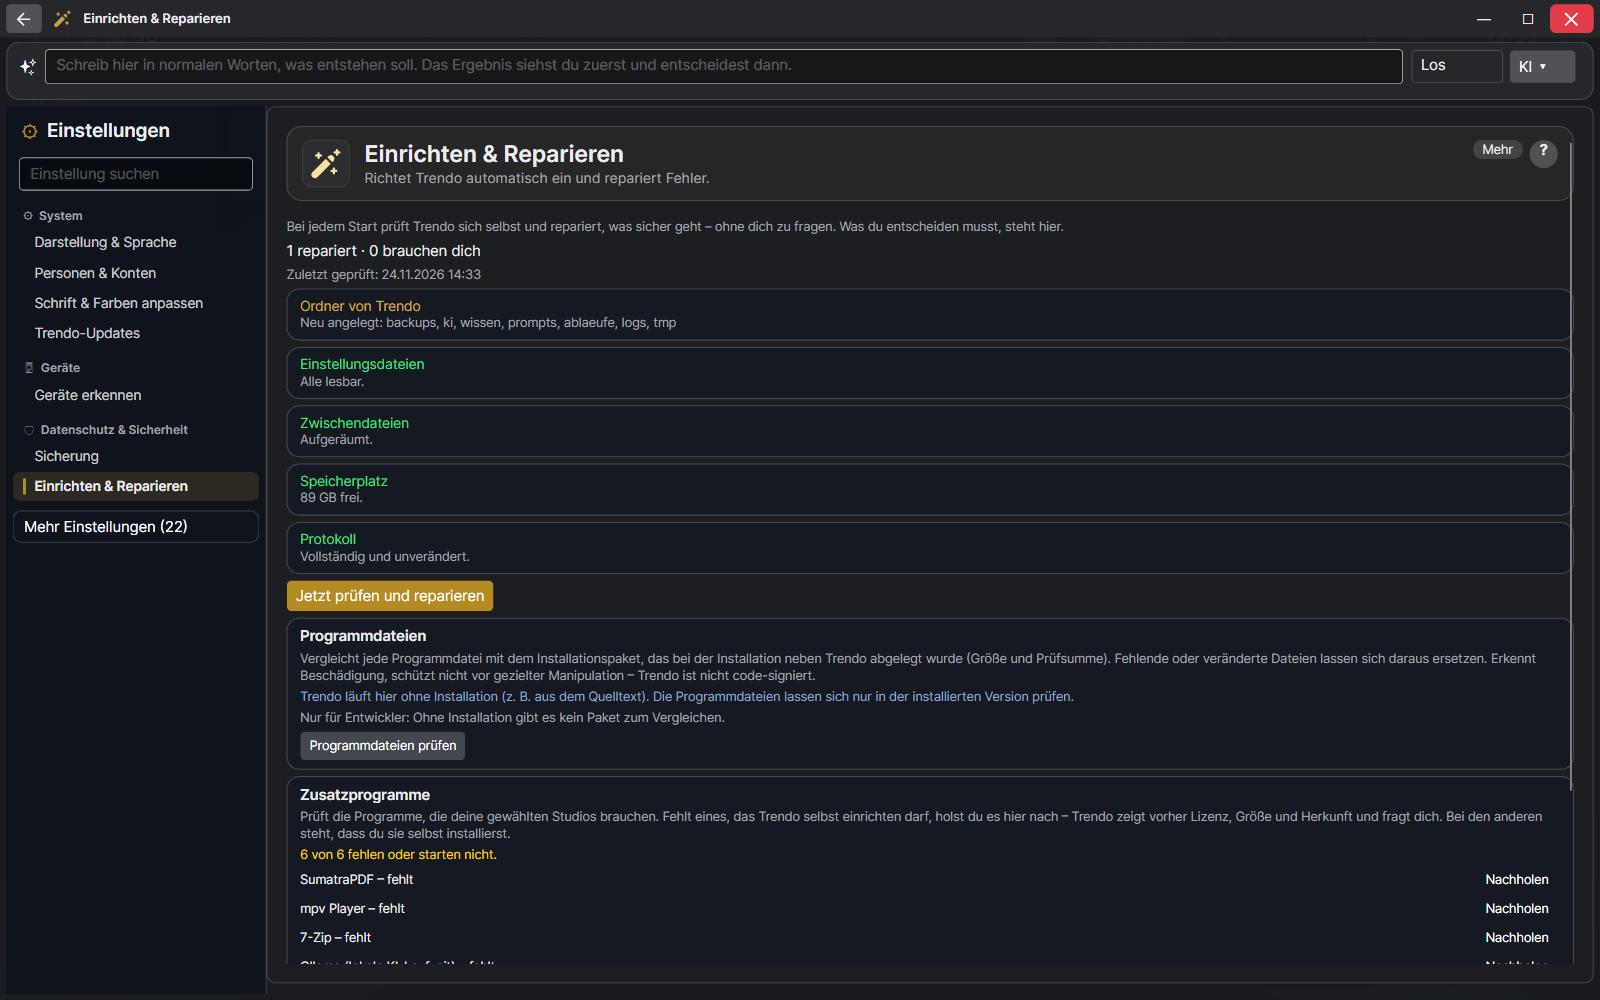 Einrichten & Reparieren
Schreib hier in normalen Worten, was entstehen soll. Das Ergebnis siehst du zuerst und entscheidest dann.
Los
KI
Einstellungen
Einstellung suchen
System
Darstellung & Sprache
Personen & Konten
Schrift & Farben anpassen
Trendo-Updates
Geräte
Geräte erkennen
Datenschutz & Sicherheit
Sicherung
Einrichten & Reparieren
Mehr Einstellungen (22)
Einrichten & Reparieren
Mehr
?
Richtet Trendo automatisch ein und repariert Fehler.
Bei jedem Start prüft Trendo sich selbst und repariert, was sicher geht – ohne dich zu fragen. Was du entscheiden musst, steht hier.
1 repariert · 0 brauchen dich
Zuletzt geprüft: 24.11.2026 14:33
Ordner von Trendo
Neu angelegt: backups, ki, wissen, prompts, ablaeufe, logs, tmp
Einstellungsdateien
Alle lesbar.
Zwischendateien
Aufgeräumt.
Speicherplatz
89 GB frei.
Protokoll
Vollständig und unverändert.
Jetzt prüfen und reparieren
Programmdateien
Vergleicht jede Programmdatei mit dem Installationspaket, das bei der Installation neben Trendo abgelegt wurde (Größe und Prüfsumme). Fehlende oder veränderte Dateien lassen sich daraus ersetzen. Erkennt
Beschädigung, schützt nicht vor gezielter Manipulation – Trendo ist nicht code-signiert.
Trendo läuft hier ohne Installation (z. B. aus dem Quelltext). Die Programmdateien lassen sich nur in der installierten Version prüfen.
Nur für Entwickler: Ohne Installation gibt es kein Paket zum Vergleichen.
Programmdateien prüfen
Zusatzprogramme
Prüft die Programme, die deine gewählten Studios brauchen. Fehlt eines, das Trendo selbst einrichten darf, holst du es hier nach – Trendo zeigt vorher Lizenz, Größe und Herkunft und fragt dich. Bei den anderen
steht, dass du sie selbst installierst.
6 von 6 fehlen oder starten nicht.
SumatraPDF – fehlt
Nachholen
mpv Player – fehlt
Nachholen
7-Zip – fehlt
Nachholen